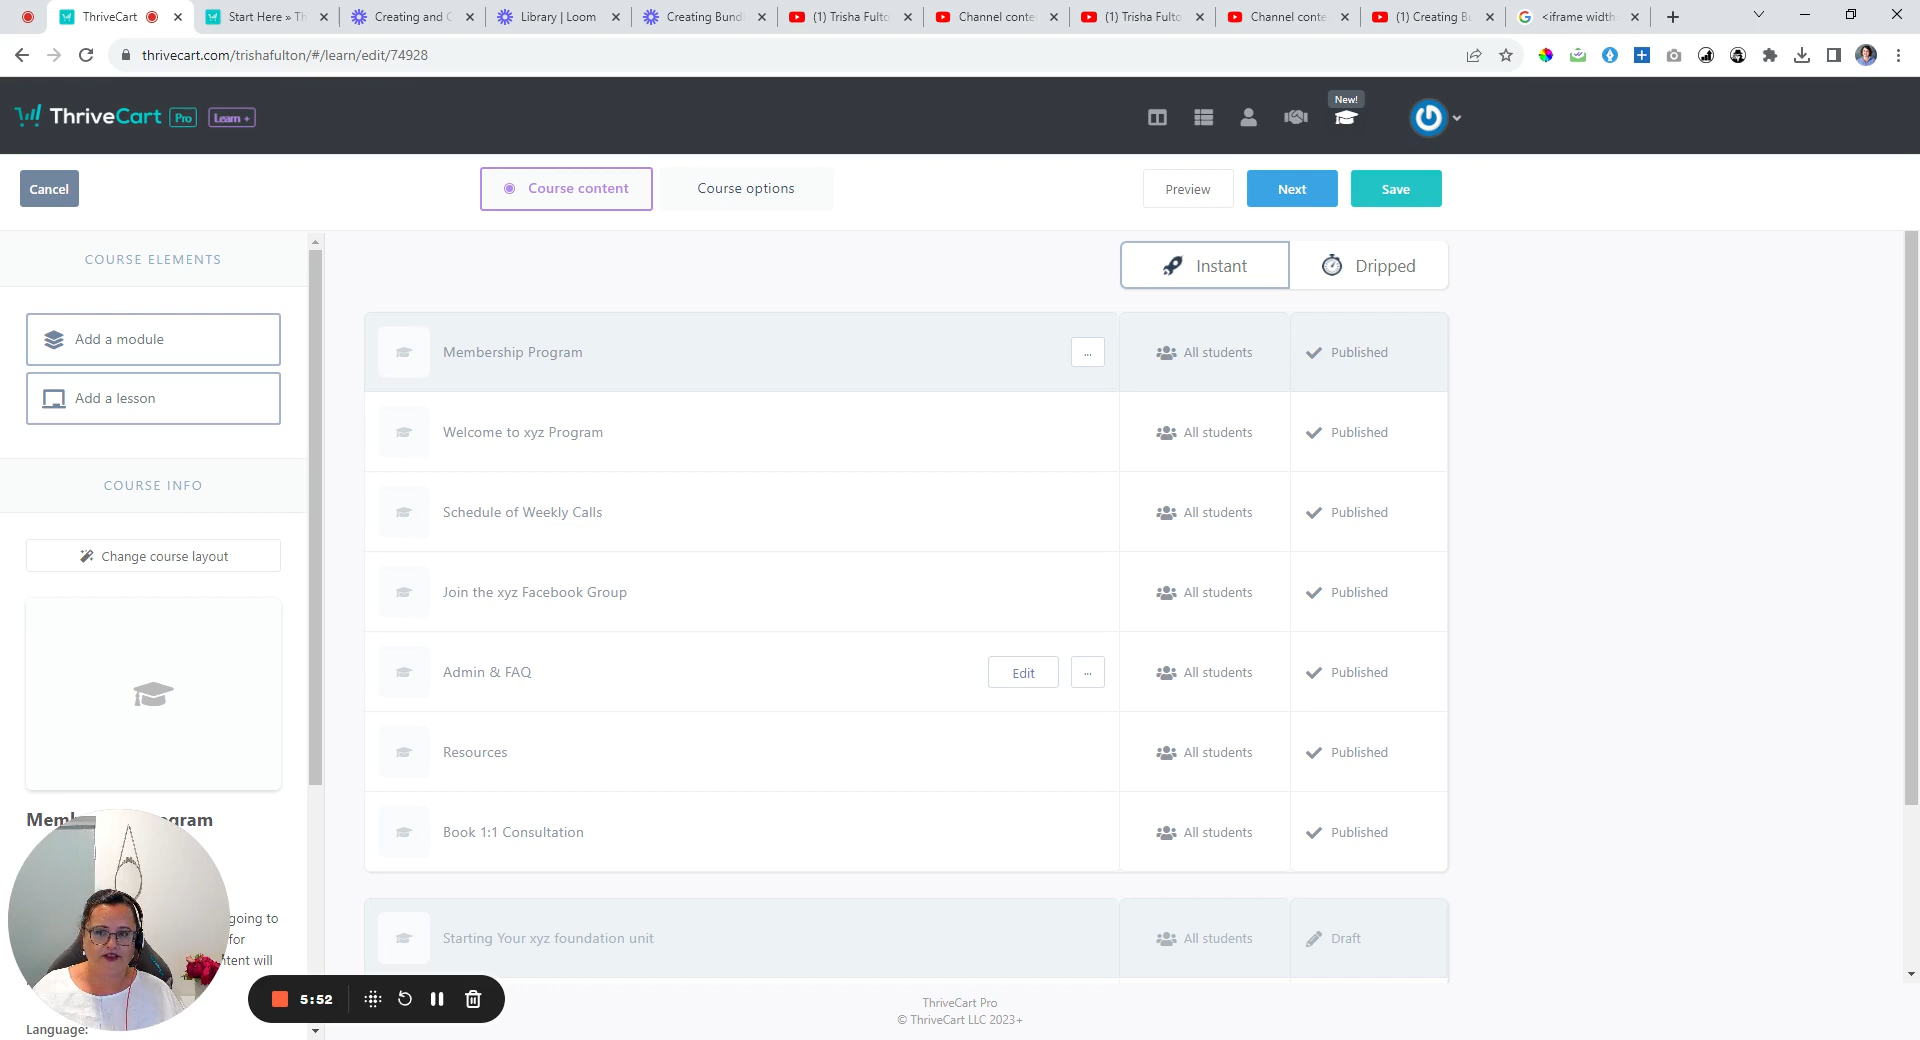 ThriveCart
Start Here » Th
Creating and C
Library | Loom
Creating Bund
(1) Trisha Fulto
Channel conte
(1) Trisha Fulto
Channel conte
(1) Creating Bu
<iframe width
thrivecart.com/trishafulton/#/learn/edit/74928
ThriveCart Pro Learn +
New!
Cancel
Course content
Course options
Preview
Next
Save
COURSE ELEMENTS
Instant
Dripped
Add a module
Add a lesson
Membership Program
...
All students
Published
Welcome to xyz Program
All students
Published
COURSE INFO
Schedule of Weekly Calls
All students
Published
Change course layout
Join the xyz Facebook Group
All students
Published
Admin & FAQ
Edit
...
All students
Published
Resources
All students
Published
Book 1:1 Consultation
All students
Published
Mem
gram
going to
for
ntent will
Language:
Starting Your xyz foundation unit
All students
Draft
5:52
ThriveCart Pro
© ThriveCart LLC 2023+